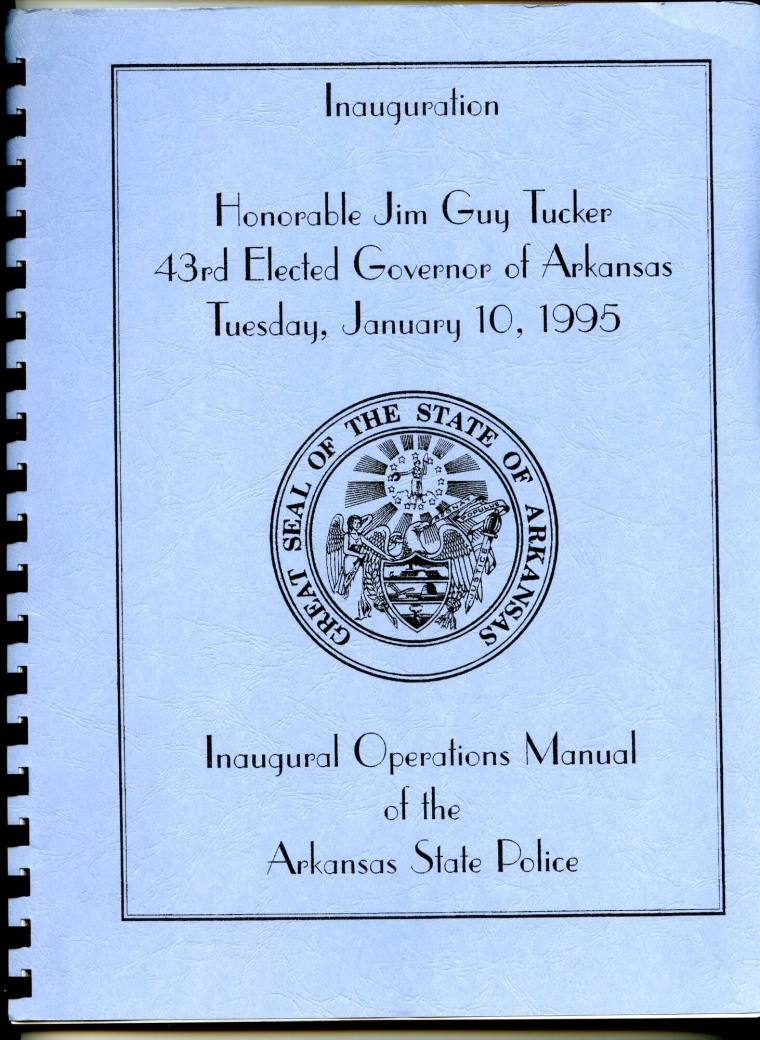 Inauguration
Honorable Jim Guy Tucker
43rd Elected Governor of Arkansas
Tuesday, January 10, 1995
GREAT SEAL OF THE STATE OF ARKANSAS
Inaugural Operations Manual
of the
Arkansas State Police